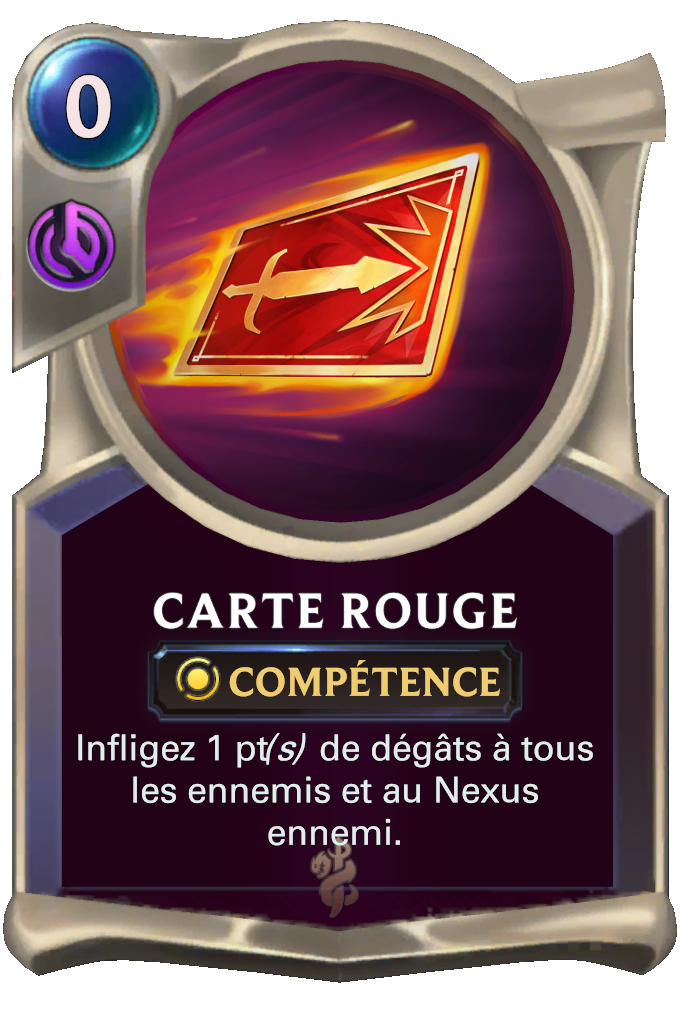 0
CARTE ROUGE
COMPÉTENCE
Infligez 1 pt(s) de dégâts à tous
les ennemis et au Nexus
ennemi.